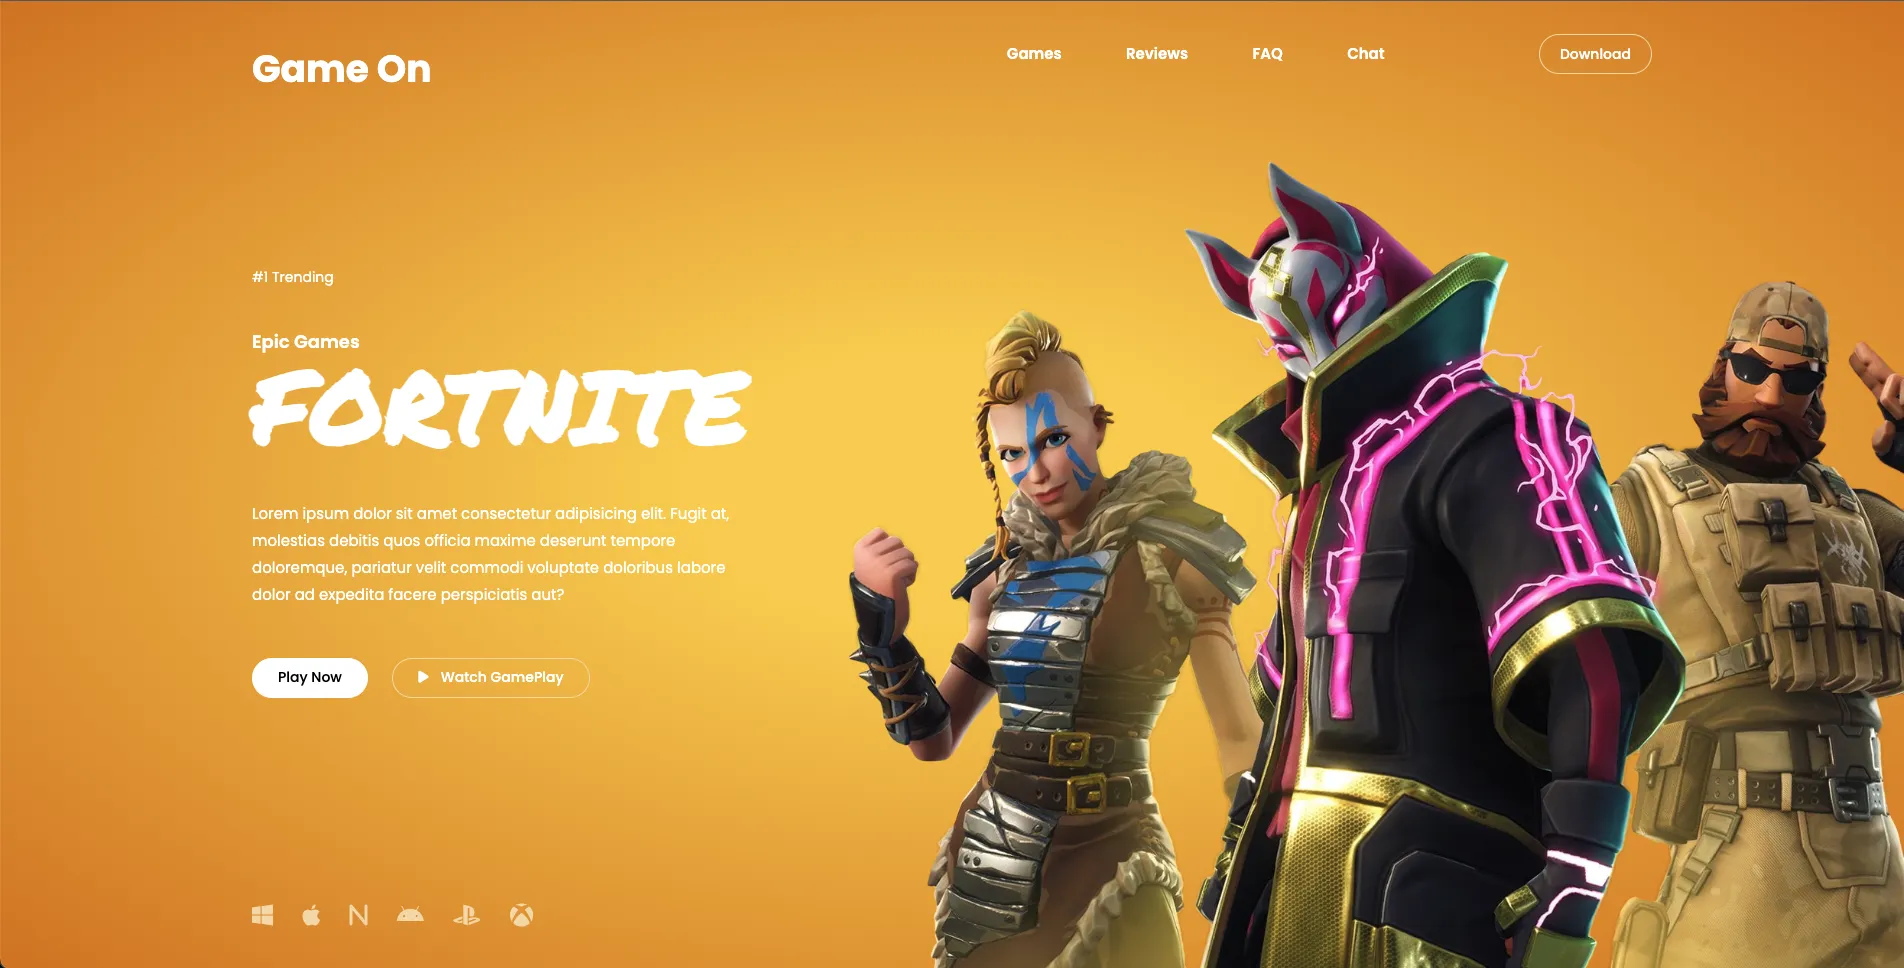 Game On
Games Reviews FAQ Chat Download
#1 Trending
Epic Games
FORTNITE
Lorem ipsum dolor sit amet consectetur adipisicing elit. Fugit at,
molestias debitis quos officia maxime deserunt tempore
doloremque, pariatur velit commodi voluptate doloribus labore
dolor ad expedita facere perspiciatis aut?
Play Now Watch GamePlay